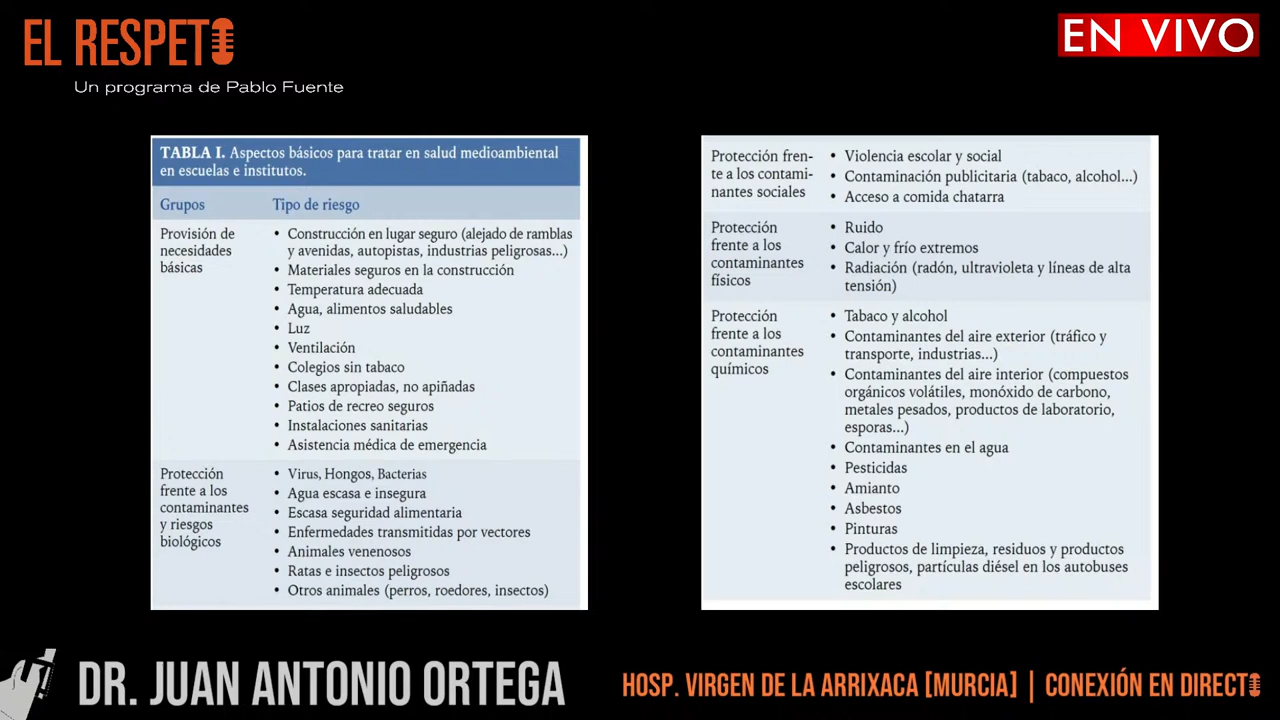 EL RESPETO
Un programa de Pablo Fuente
EN VIVO
TABLA I. Aspectos básicos para tratar en salud medioambiental
en escuelas e institutos.
Grupos
Tipo de riesgo
Provisión de
necesidades
básicas
• Construcción en lugar seguro (alejado de ramblas
y avenidas, autopistas, industrias peligrosas...)
• Materiales seguros en la construcción
• Temperatura adecuada
• Agua, alimentos saludables
• Luz
• Ventilación
• Colegios sin tabaco
• Clases apropiadas, no apiñadas
• Patios de recreo seguros
• Instalaciones sanitarias
• Asistencia médica de emergencia
Protección
frente a los
contaminantes
y riesgos
biológicos
• Virus, Hongos, Bacterias
• Agua escasa e insegura
• Escasa seguridad alimentaria
• Enfermedades transmitidas por vectores
• Animales venenosos
• Ratas e insectos peligrosos
• Otros animales (perros, roedores, insectos)
Protección fren-
te a los contami-
nantes sociales
• Violencia escolar y social
• Contaminación publicitaria (tabaco, alcohol...)
• Acceso a comida chatarra
Protección
frente a los
contaminantes
físicos
• Ruido
• Calor y frío extremos
• Radiación (radón, ultravioleta y líneas de alta
tensión)
Protección
frente a los
contaminantes
químicos
• Tabaco y alcohol
• Contaminantes del aire exterior (tráfico y
transporte, industrias...)
• Contaminantes del aire interior (compuestos
orgánicos volátiles, monóxido de carbono,
metales pesados, productos de laboratorio,
esporas...)
• Contaminantes en el agua
• Pesticidas
• Amianto
• Asbestos
• Pinturas
• Productos de limpieza, residuos y productos
peligrosos, partículas diésel en los autobuses
escolares
DR. JUAN ANTONIO ORTEGA
HOSP. VIRGEN DE LA ARRIXACA [MURCIA] | CONEXIÓN EN DIRECTO